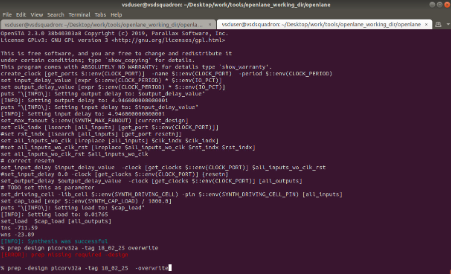 vsduser@vsdsquadron: ~/Desktop/work/tools/openlane_working_dir/openlane
File Edit View Search Terminal Tabs Help
vsduser@vsdsquadron: ~/Desktop/work/tools/openlane_working_dir/openlane
vsduser@vsdsquadron: ~/Desktop/work/tools/openlane_working_dir/openlane
OpenSTA 2.3.0 Copyright (c) 2019, Parallax Software, Inc.
License GPLv3: GNU GPL version 3 <http://gnu.org/licenses/gpl.html>
This is free software, and you are free to change and redistribute it
under certain conditions; type `show_copying' for details.
This program comes with ABSOLUTELY NO WARRANTY; for details type `show_warranty'.
create_clock [get_ports $::env(CLOCK_PORT)] -name $::env(CLOCK_PORT) -period $::env(CLOCK_PERIOD)
set input_delay_value [expr $::env(CLOCK_PERIOD) * $::env(IO_PCT)]
set output_delay_value [expr $::env(CLOCK_PERIOD) * $::env(IO_PCT)]
puts "\[INFO\]: Setting output delay to: $output_delay_value"
[INFO]: Setting output delay to: 4.946000000000001
puts "\[INFO\]: Setting input delay to: $input_delay_value"
[INFO]: Setting input delay to: 4.946000000000001
set_max_fanout $::env(SYNTH_MAX_FANOUT) [current_design]
set clk_indx [lsearch [all_inputs] [get_port $::env(CLOCK_PORT)]]
#set rst_indx [lsearch [all_inputs] [get_port resetn]]
set all_inputs_wo_clk [lreplace [all_inputs] $clk_indx $clk_indx]
#set all_inputs_wo_clk_rst [lreplace $all_inputs_wo_clk $rst_indx $rst_indx]
set all_inputs_wo_clk_rst $all_inputs_wo_clk
# correct resetn
set_input_delay $input_delay_value -clock [get_clocks $::env(CLOCK_PORT)] $all_inputs_wo_clk_rst
#set_input_delay 0.0 -clock [get_clocks $::env(CLOCK_PORT)] {resetn}
set_output_delay $output_delay_value -clock [get_clocks $::env(CLOCK_PORT)] [all_outputs]
# TODO set this as parameter
set_driving_cell -lib_cell $::env(SYNTH_DRIVING_CELL) -pin $::env(SYNTH_DRIVING_CELL_PIN) [all_inputs]
set cap_load [expr $::env(SYNTH_CAP_LOAD) / 1000.0]
puts "\[INFO\]: Setting load to: $cap_load"
[INFO]: Setting load to: 0.01765
set_load $cap_load [all_outputs]
tns -711.59
wns -23.89
[INFO]: Synthesis was successful
% prep design picorv32a -tag 18_02_25 overwrite
[ERROR]: prep missing required -design
% prep -design picorv32a -tag 18_02_25 -overwrite